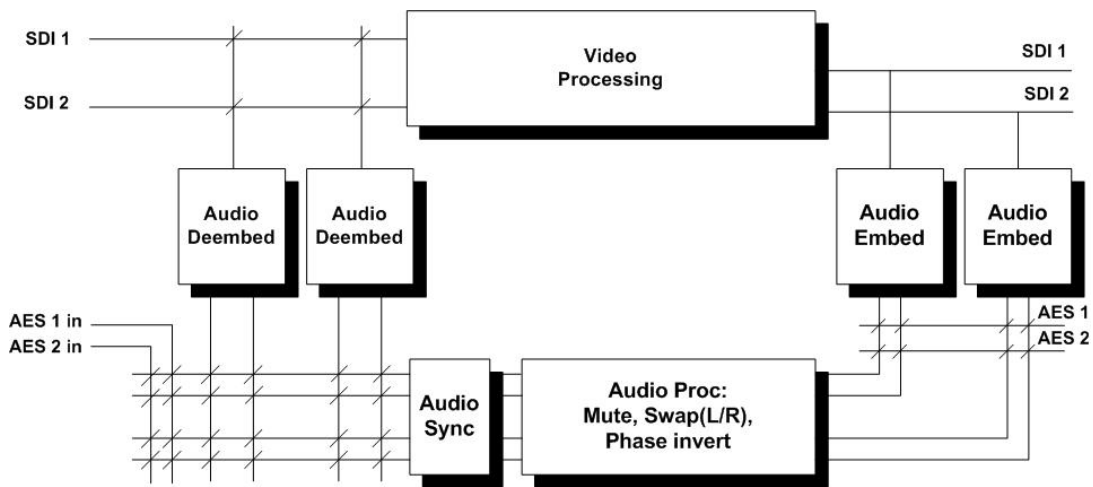 SDI 1
SDI 2
Video
Processing
SDI 1
SDI 2
Audio
Deembed
Audio
Deembed
Audio
Embed
Audio
Embed
AES 1 in
AES 2 in
AES 1
AES 2
Audio
Sync
Audio Proc:
Mute, Swap(L/R),
Phase invert